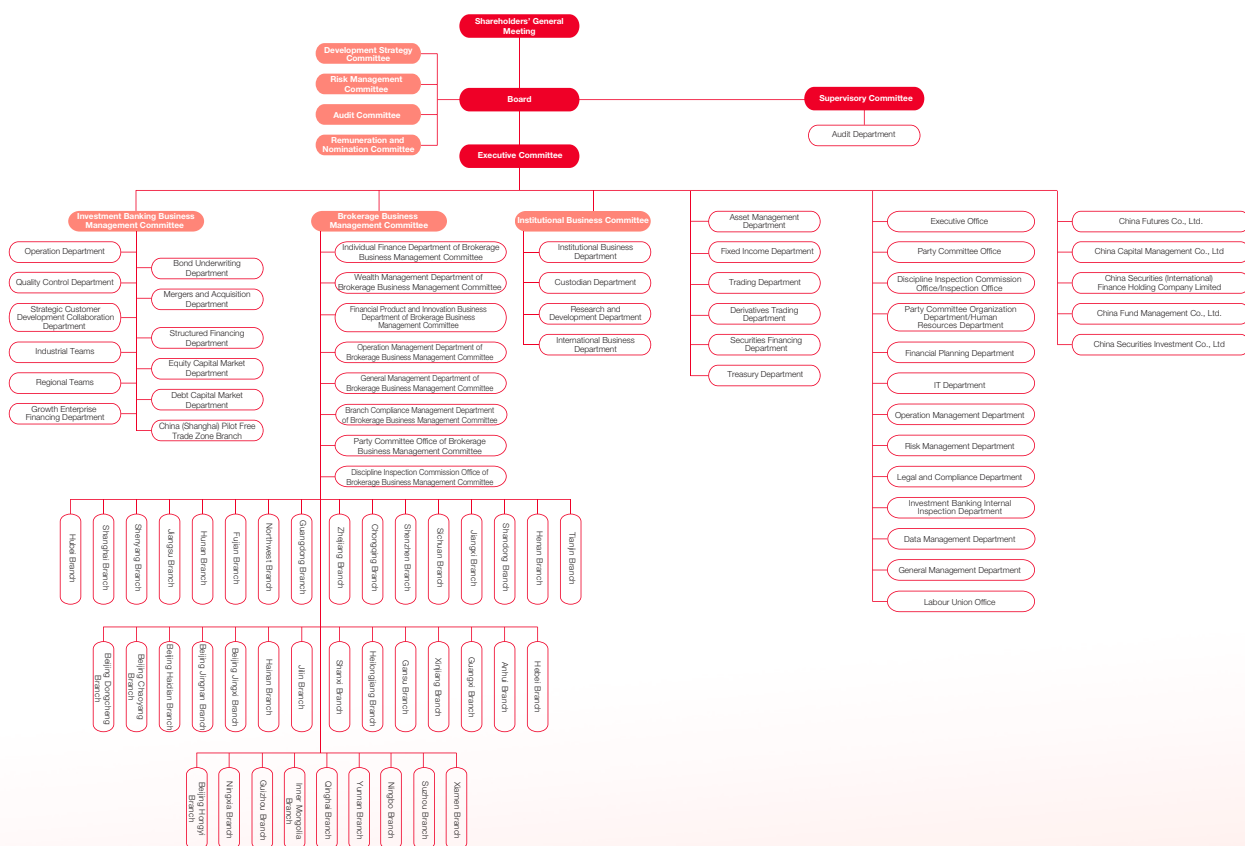 Shareholders' General
Meeting
Development Strategy
Committee
Risk Management
Committee
Audit Committee
Remuneration and
Nomination Committee
Board
Supervisory Committee
Audit Department
Executive Committee
Investment Banking Business
Management Committee
Operation Department
Quality Control Department
Strategic Customer
Development Collaboration
Department
Industrial Teams
Regional Teams
Growth Enterprise
Financing Department
Bond Underwriting
Department
Mergers and Acquisition
Department
Structured Financing
Department
Equity Capital Market
Department
Debt Capital Market
Department
China (Shanghai) Pilot Free
Trade Zone Branch
Brokerage Business
Management Committee
Individual Finance Department of Brokerage
Business Management Committee
Wealth Management Department of
Brokerage Business Management Committee
Financial Product and Innovation Business
Department of Brokerage Business
Management Committee
Operation Management Department of
Brokerage Business Management Committee
General Management Department of
Brokerage Business Management Committee
Branch Compliance Management Department
of Brokerage Business Management Committee
Party Committee Office of Brokerage
Business Management Committee
Discipline Inspection Commission Office of
Brokerage Business Management Committee
Institutional Business Committee
Institutional Business
Department
Custodian Department
Research and
Development Department
International Business
Department
Asset Management
Department
Fixed Income Department
Trading Department
Derivatives Trading
Department
Securities Financing
Department
Treasury Department
Executive Office
Party Committee Office
Discipline Inspection Commission
Office/Inspection Office
Party Committee Organization
Department/Human
Resources Department
Financial Planning Department
IT Department
Operation Management Department
Risk Management Department
Legal and Compliance Department
Investment Banking Internal
Inspection Department
Data Management Department
General Management Department
Labour Union Office
China Futures Co., Ltd.
China Capital Management Co., Ltd
China Securities (International)
Finance Holding Company Limited
China Fund Management Co., Ltd.
China Securities Investment Co., Ltd
Hubei Branch
Shanghai Branch
Shenyang Branch
Jiangsu Branch
Hunan Branch
Fujian Branch
Northwest Branch
Guangdong Branch
Zhejiang Branch
Chongqing Branch
Shenzhen Branch
Sichuan Branch
Jiangxi Branch
Shandong Branch
Henan Branch
Tianjin Branch
Beijing Dongcheng
Branch
Beijing Chaoyang
Branch
Beijing Haidian Branch
Beijing Jingnan Branch
Beijing Jingxi Branch
Hainan Branch
Jilin Branch
Shanxi Branch
Heilongjiang Branch
Gansu Branch
Xinjiang Branch
Guangxi Branch
Anhui Branch
Hebei Branch
Beijing Hongyi
Branch
Ningxia Branch
Guizhou Branch
Inner Mongolia
Branch
Qinghai Branch
Yunnan Branch
Ningbo Branch
Suzhou Branch
Xiamen Branch